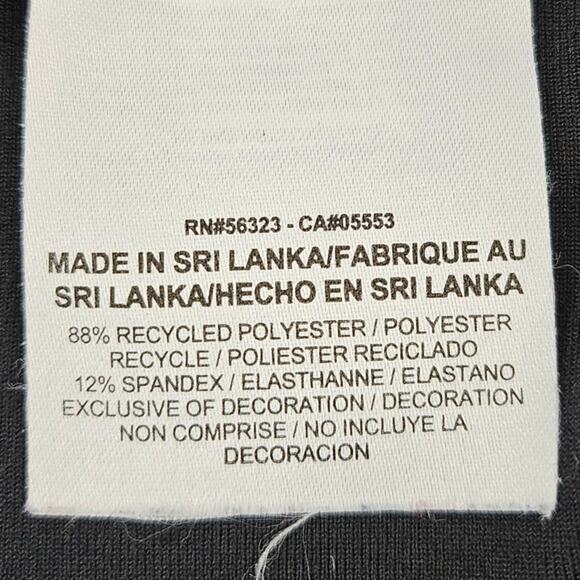 RN#56323 - CA#05553
MADE IN SRI LANKA/FABRIQUE AU
SRI LANKA/HECHO EN SRI LANKA
88% RECYCLED POLYESTER / POLYESTER
RECYCLE / POLIESTER RECICLADO
12% SPANDEX / ELASTHANNE / ELASTANO
EXCLUSIVE OF DECORATION / DECORATION
NON COMPRISE / NO INCLUYE LA
DECORACION